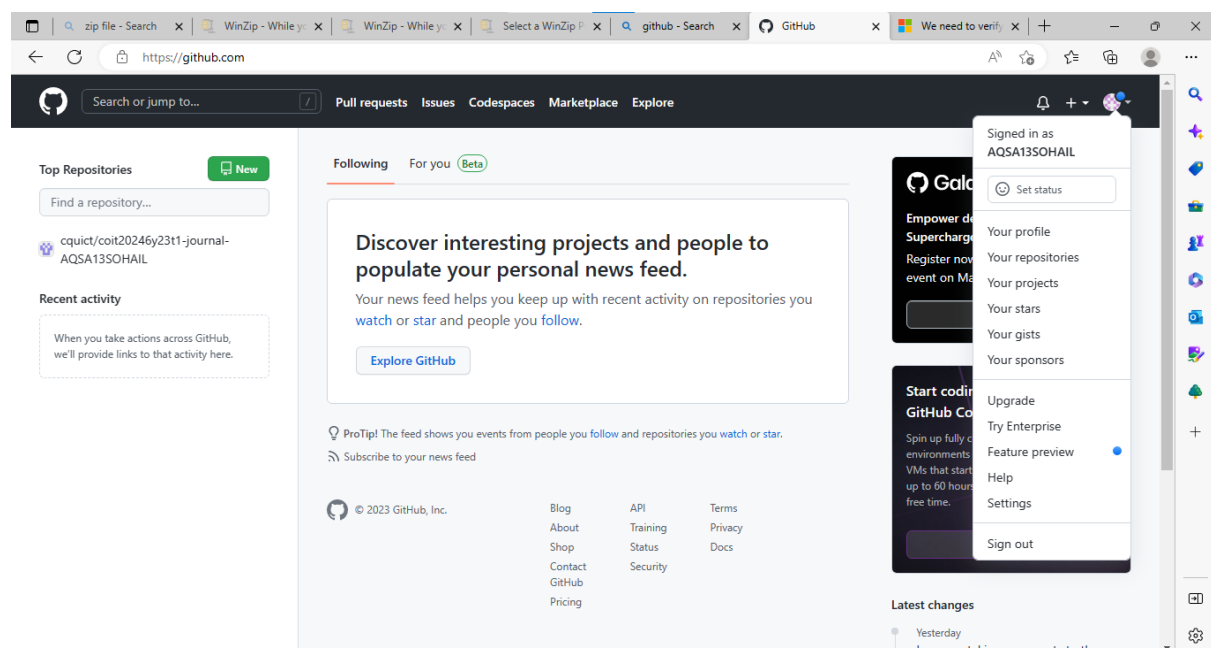 zip file - Search
WinZip - While yo
WinZip - While yo
Select a WinZip P
github - Search
GitHub
We need to verify
https://github.com
Search or jump to...
/
Pull requests Issues Codespaces Marketplace Explore
Signed in as
AQSA13SOHAIL
Set status
Your profile
Your repositories
Your projects
Your stars
Your gists
Your sponsors
Upgrade
Try Enterprise
Feature preview
Help
Settings
Sign out
Top Repositories
New
Find a repository...
cquict/coit20246y23t1-journal-
AQSA13SOHAIL
Recent activity
When you take actions across GitHub,
we'll provide links to that activity here.
Following For you Beta
Discover interesting projects and people to
populate your personal news feed.
Your news feed helps you keep up with recent activity on repositories you
watch or star and people you follow.
Explore GitHub
ProTip! The feed shows you events from people you follow and repositories you watch or star.
Subscribe to your news feed
© 2023 GitHub, Inc.
Blog
About
Shop
Contact
GitHub
Pricing
API
Training
Status
Security
Terms
Privacy
Docs
Empower
Supercharge
Register now
event on
Start
GitHub
Spin up fully
environments
VMs that start
up to 60 hours
free time.
Latest changes
Yesterday